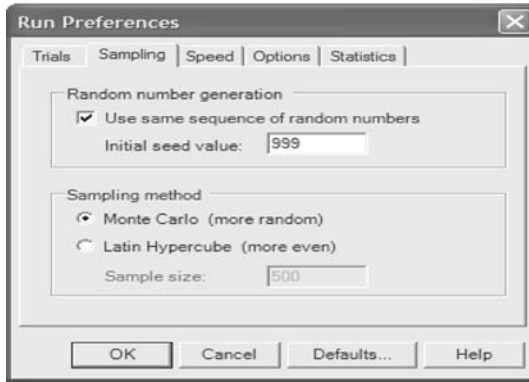 Run Preferences
Trials Sampling Speed Options Statistics
Random number generation
Use same sequence of random numbers
Initial seed value: 999
Sampling method
Monte Carlo (more random)
Latin Hypercube (more even)
Sample size: 500
OK Cancel Defaults... Help